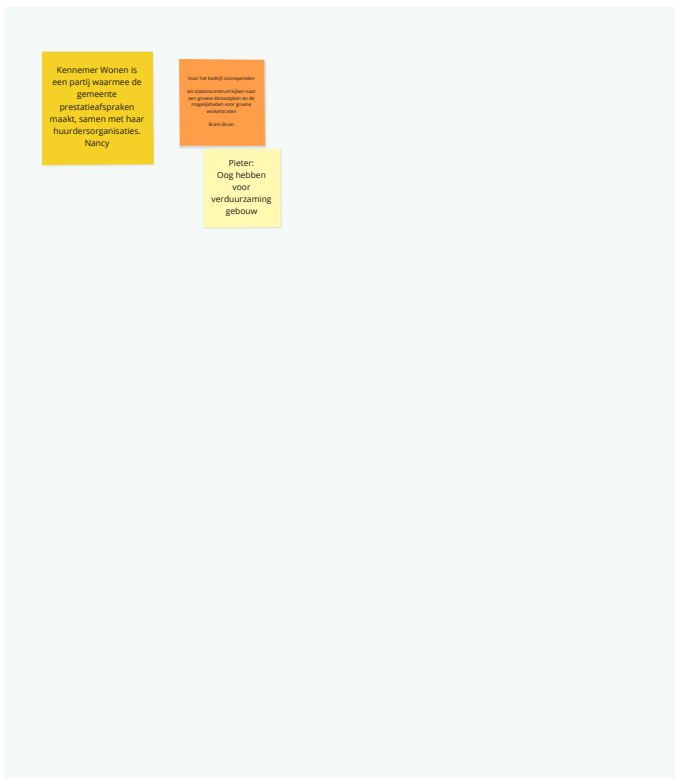 Kennemer Wonen is
een partij waarmee de
gemeente
prestatieafspraken
maakt, samen met haar
huurdersorganisaties.
Nancy
Voor het bedrijf zonnepanelen
als stationscentrum kijken naar
een groene klimaatplein en de
mogelijkheden voor groene
winkelstraten
Bram Bruin
Pieter:
Oog hebben
voor
verduurzaming
gebouw